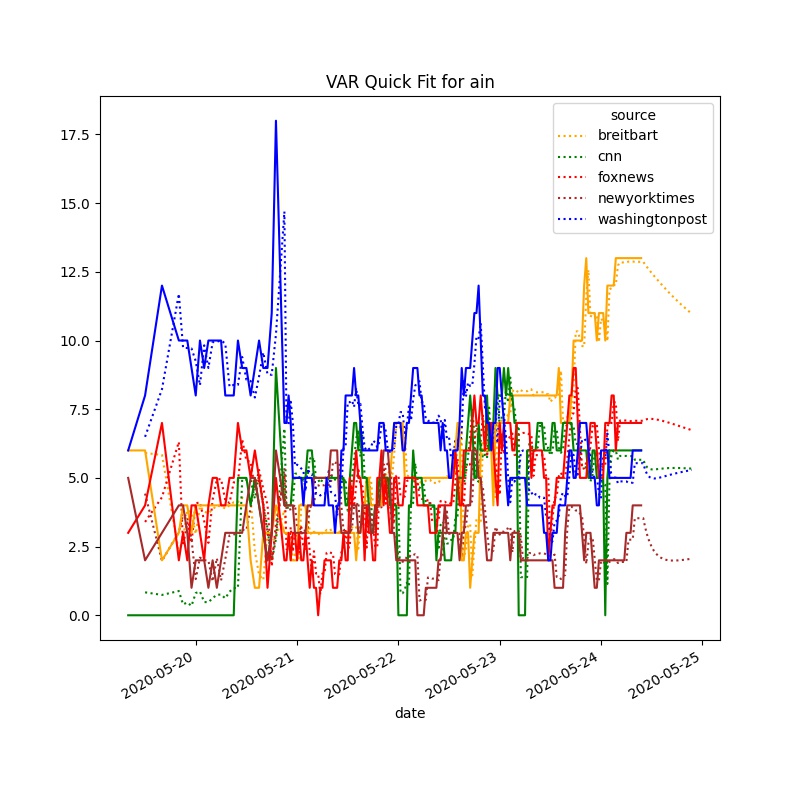 VAR Quick Fit for ain
source
breitbart
cnn
foxnews
newyorktimes
washingtonpost
17.5
15.0
12.5
10.0
7.5
5.0
2.5
0.0
2020-05-20
2020-05-21
2020-05-22
2020-05-23
2020-05-24
2020-05-25
date